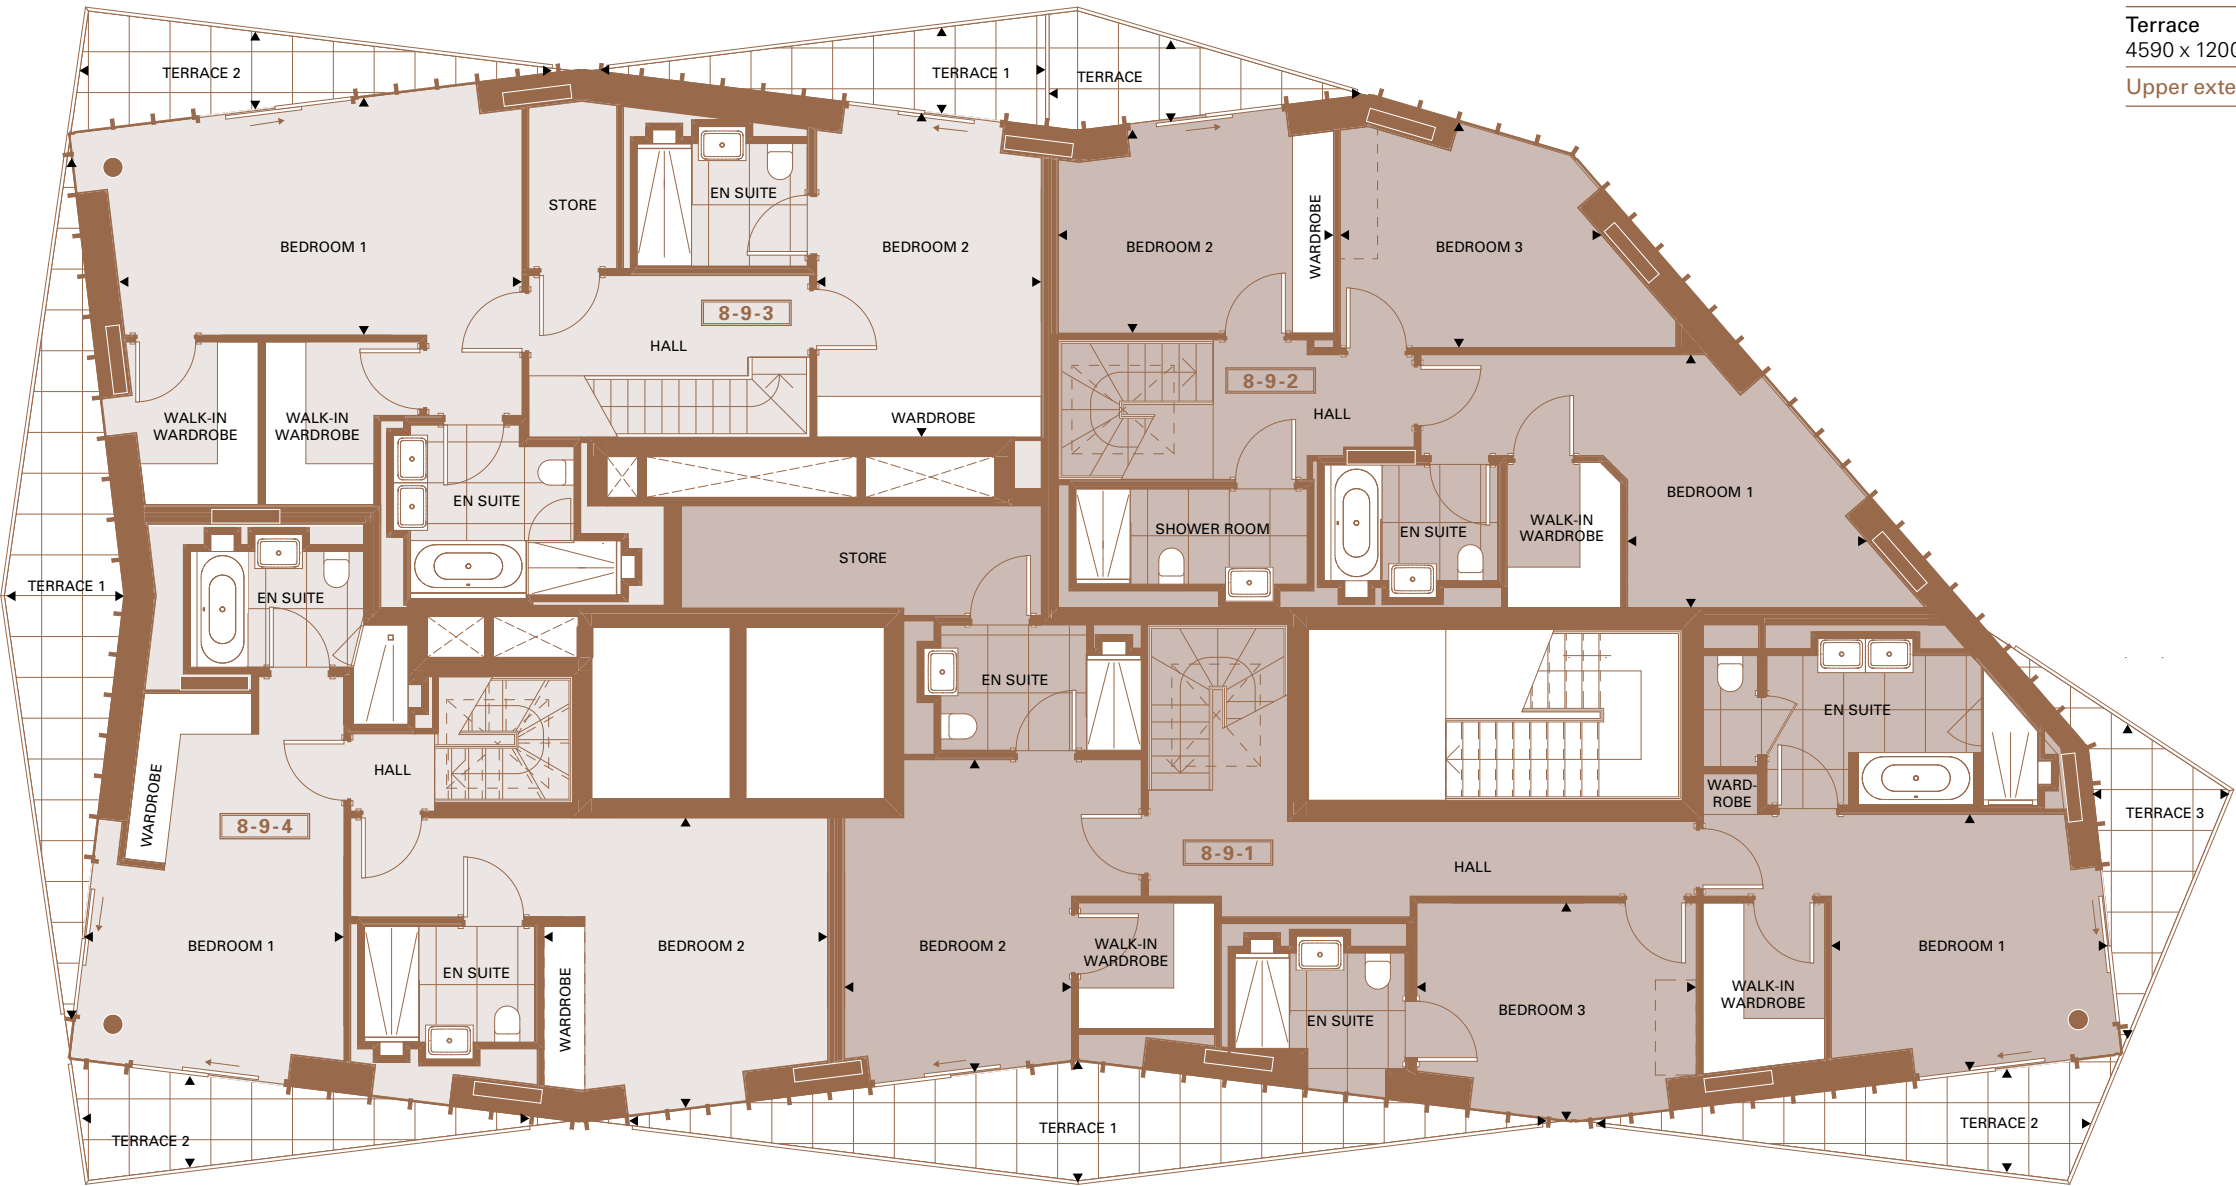 Terrace
4590 x 1200
Upper exte
TERRACE 2
TERRACE 1
TERRACE
EN SUITE
STORE
BEDROOM 1
BEDROOM 2
BEDROOM 2
WARDROBE
BEDROOM 3
8-9-3
HALL
8-9-2
HALL
WALK-IN
WARDROBE
WALK-IN
WARDROBE
WARDROBE
EN SUITE
BEDROOM 1
SHOWER ROOM
EN SUITE
WALK-IN
WARDROBE
STORE
TERRACE 1
EN SUITE
EN SUITE
EN SUITE
HALL
WARDROBE
WARD-
ROBE
TERRACE 3
8-9-4
8-9-1
HALL
BEDROOM 1
BEDROOM 2
BEDROOM 2
WALK-IN
WARDROBE
BEDROOM 1
EN SUITE
WARDROBE
WALK-IN
WARDROBE
BEDROOM 3
EN SUITE
TERRACE 2
TERRACE 1
TERRACE 2